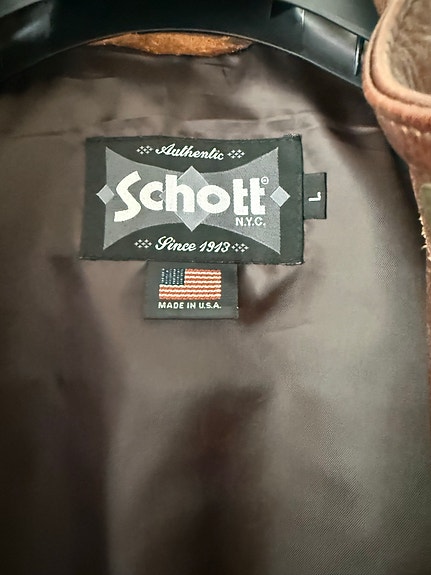 Authentic
Schott©
N.Y.C.
L
Since 1913
MADE IN U.S.A.